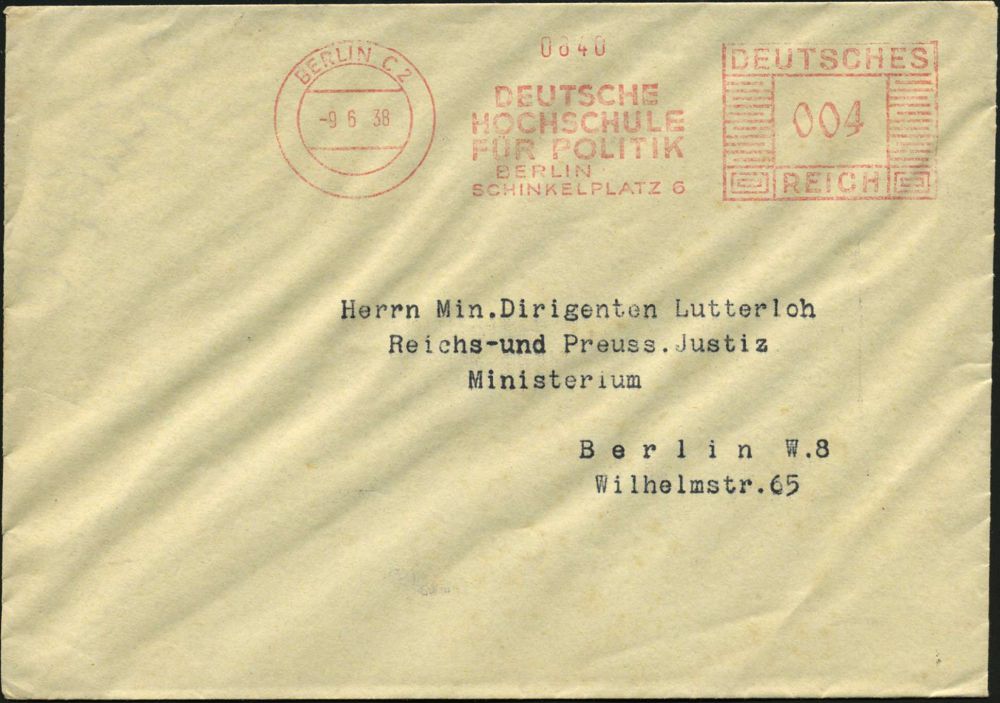 BERLIN C 2
-9 6 38
0840
DEUTSCHE
HOCHSCHULE
FÜR POLITIK
BERLIN
SCHINKELPLATZ 6
DEUTSCHES
004
REICH
Herrn Min.Dirigenten Lutterloh
Reichs-und Preuss.Justiz
Ministerium
Berlin W.8
Wilhelmstr.65